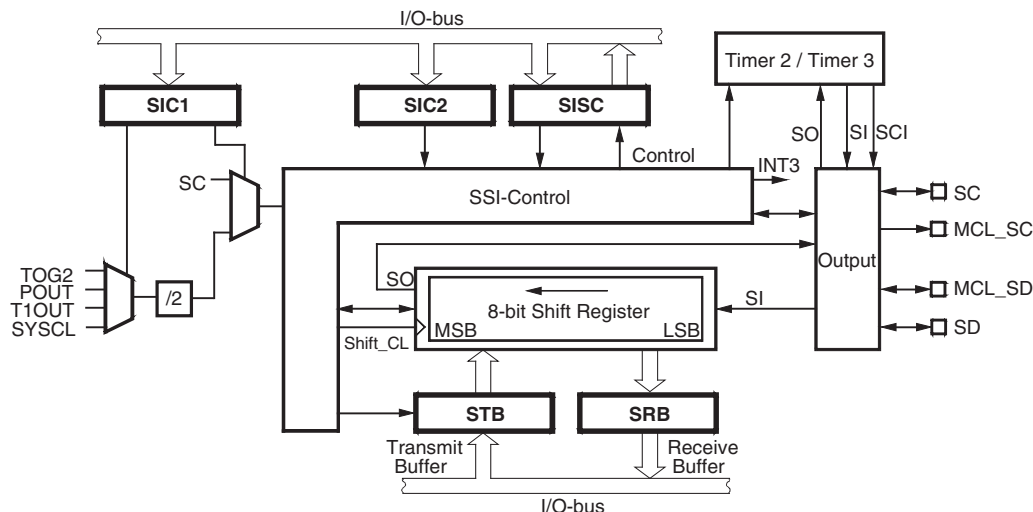 I/O-bus
Timer 2 / Timer 3
SIC1
SIC2
SISC
SO
SI
SCI
Control
INT3
SC
SSI-Control
SC
MCL_SC
Output
TOG2
POUT
T1OUT
SYSCL
/2
SO
8-bit Shift Register
MSB
LSB
SI
MCL_SD
SD
Shift_CL
STB
SRB
Transmit
Buffer
Receive
Buffer
I/O-bus